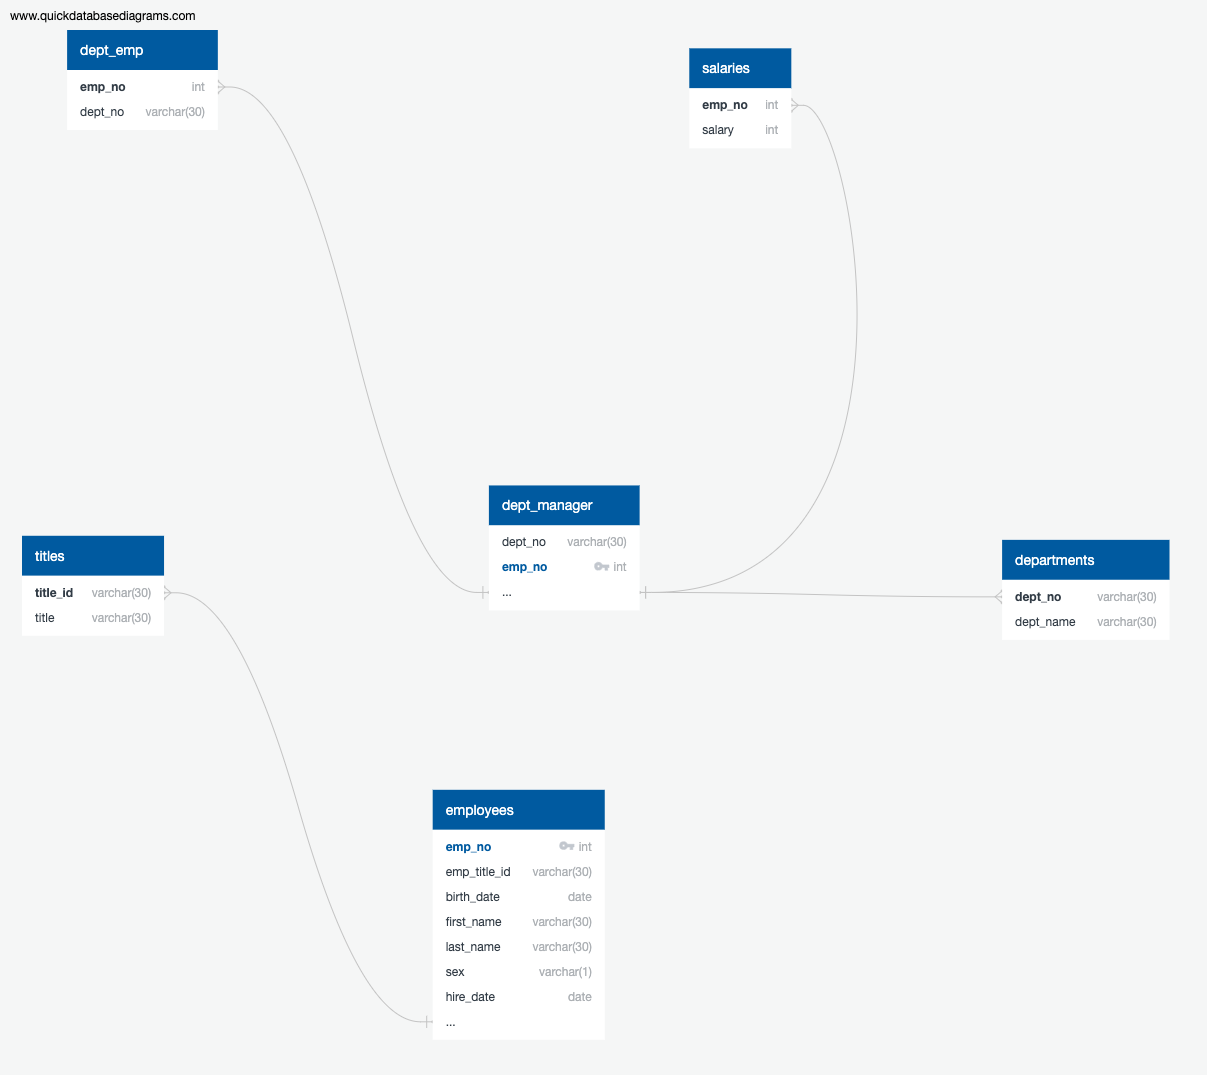 www.quickdatabasediagrams.com
dept_emp
emp_no int
dept_no varchar(30)
salaries
emp_no int
salary int
dept_manager
dept_no varchar(30)
emp_no int
...
titles
title_id varchar(30)
title varchar(30)
departments
dept_no varchar(30)
dept_name varchar(30)
employees
emp_no int
emp_title_id varchar(30)
birth_date date
first_name varchar(30)
last_name varchar(30)
sex varchar(1)
hire_date date
...